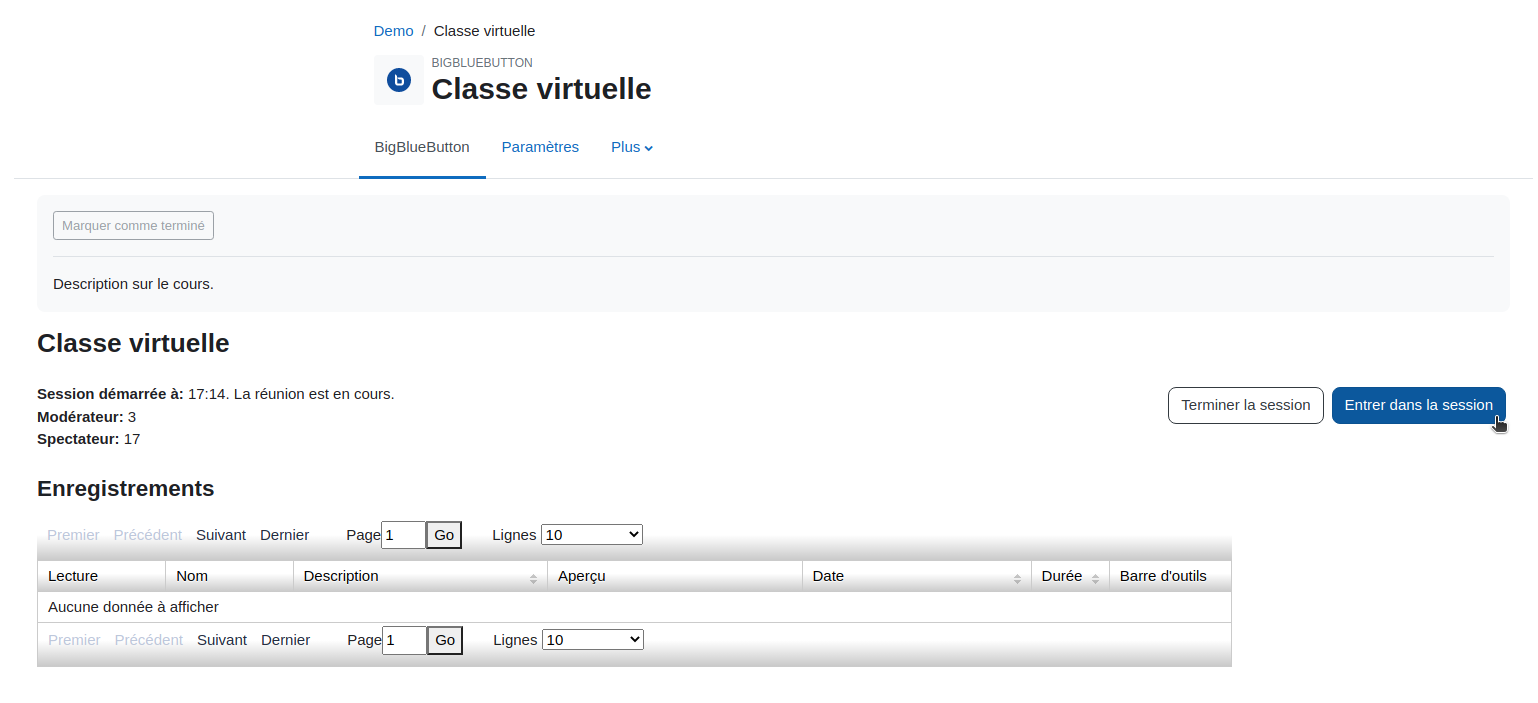 Demo / Classe virtuelle
BIGBLUEBUTTON
Classe virtuelle
BigBlueButton Paramètres Plus
Marquer comme terminé
Description sur le cours.
Classe virtuelle
Session démarrée à: 17:14. La réunion est en cours.
Terminer la session Entrer dans la session
Modérateur: 3
Spectateur: 17
Enregistrements
Premier Précédent Suivant Dernier Page 1 Go Lignes 10
Lecture Nom Description Aperçu Date Durée Barre d'outils
Aucune donnée à afficher
Premier Précédent Suivant Dernier Page 1 Go Lignes 10